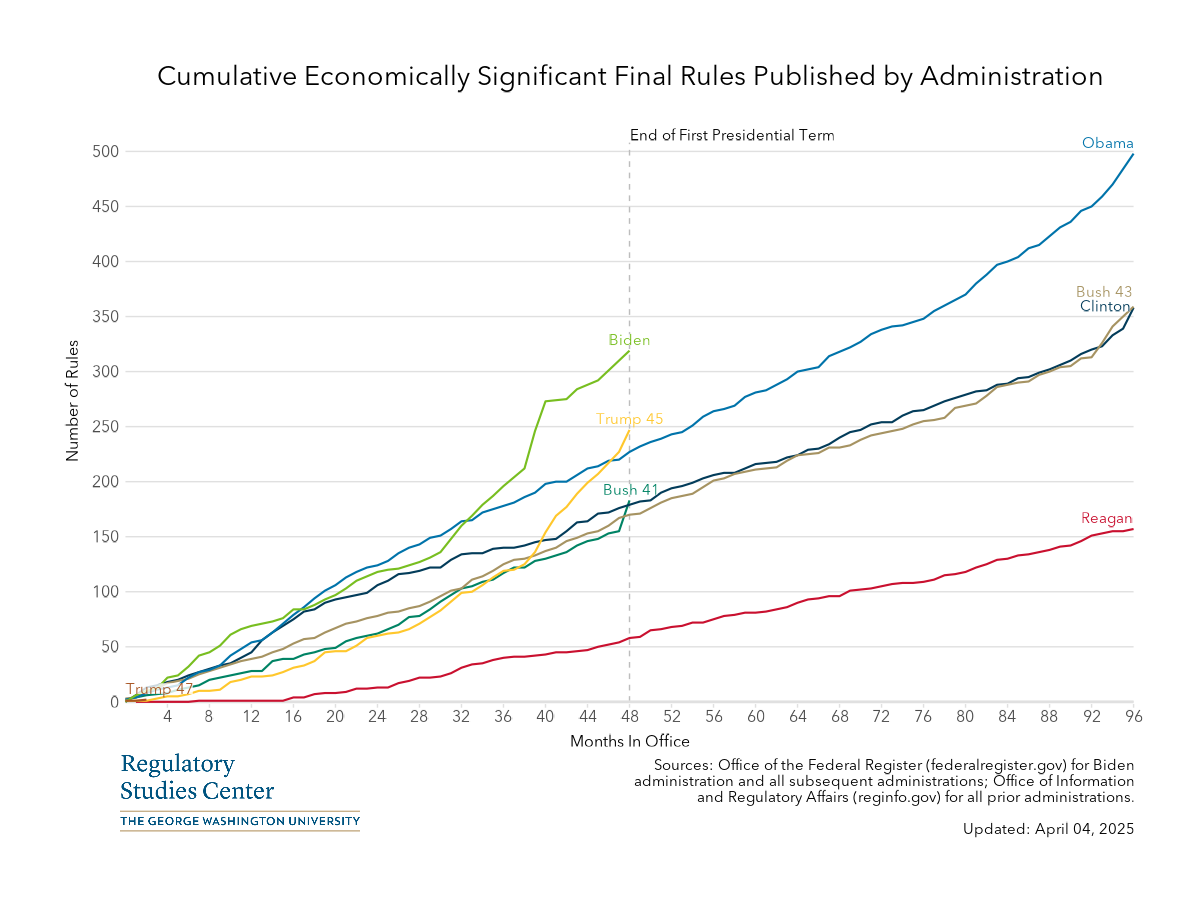 Cumulative Economically Significant Final Rules Published by Administration
End of First Presidential Term
Obama
500
450
400
350
300
250
200
150
100
50
0
Number of Rules
Bush 43
Clinton
Biden
Trump 45
Bush 41
Reagan
Trump 47
4 8 12 16 20 24 28 32 36 40 44 48 52 56 60 64 68 72 76 80 84 88 92 96
Months In Office
Regulatory
Studies Center
THE GEORGE WASHINGTON UNIVERSITY
Sources: Office of the Federal Register (federalregister.gov) for Biden
administration and all subsequent administrations; Office of Information
and Regulatory Affairs (reginfo.gov) for all prior administrations.
Updated: April 04, 2025